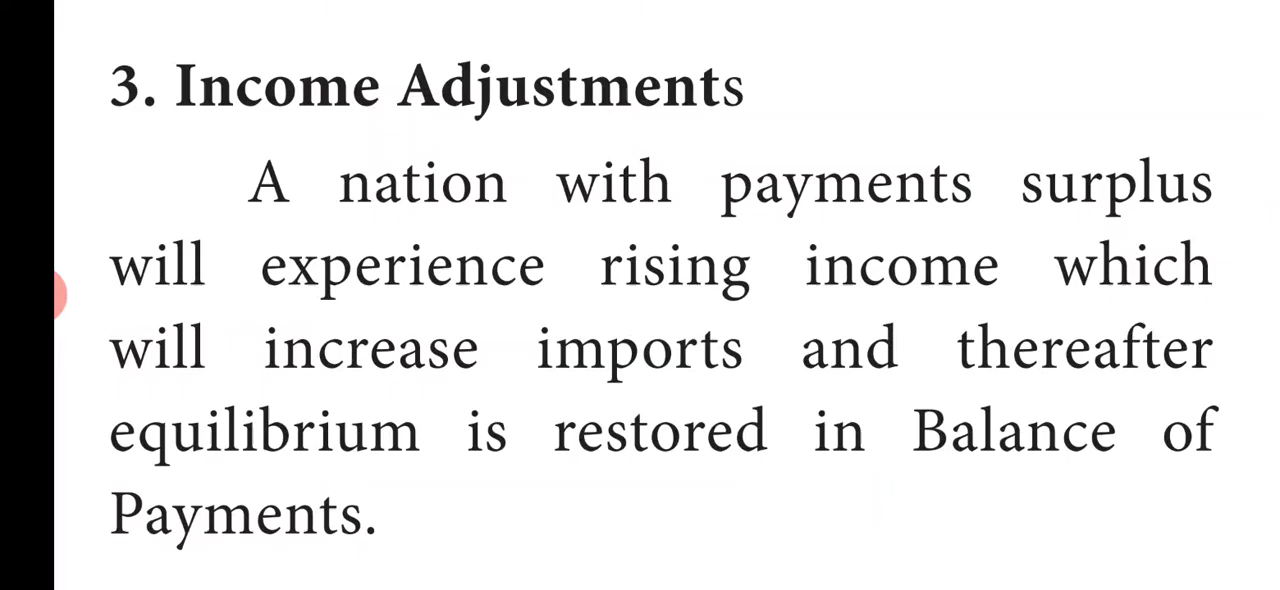 3. Income Adjustments
A nation with payments surplus
will experience rising income which
will increase imports and thereafter
equilibrium is restored in Balance of
Payments.